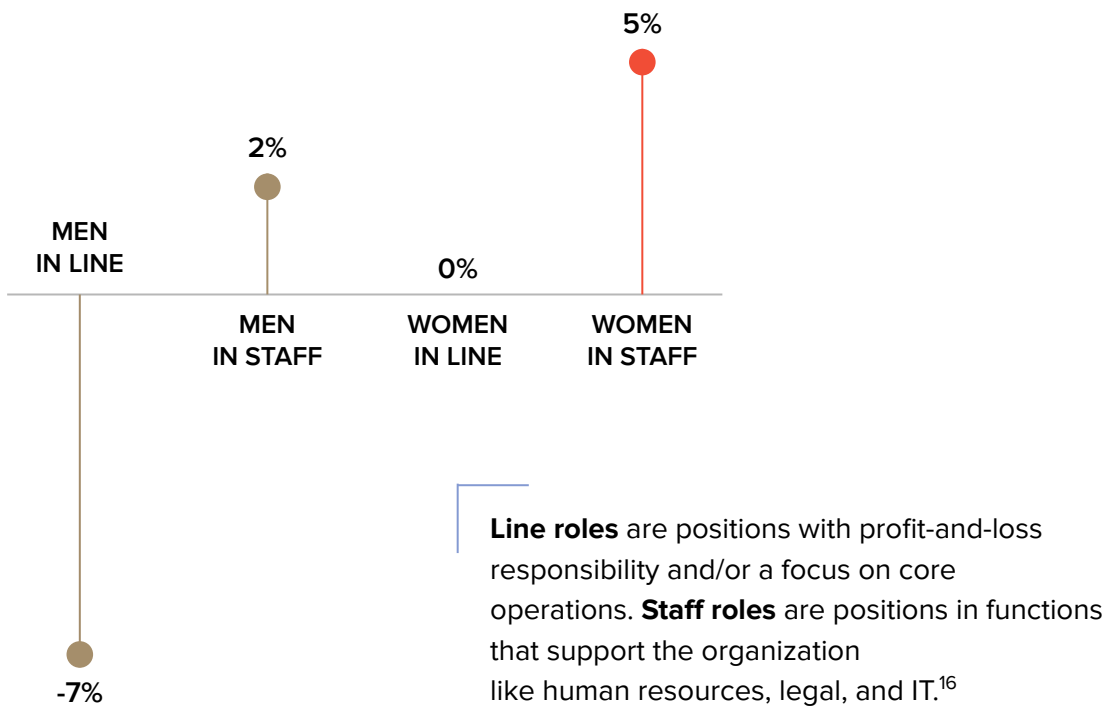 5%
2%
MEN
IN LINE
0%
MEN
IN STAFF
WOMEN
IN LINE
WOMEN
IN STAFF
-7%
Line roles are positions with profit-and-loss
responsibility and/or a focus on core
operations. Staff roles are positions in functions
that support the organization
like human resources, legal, and IT.16